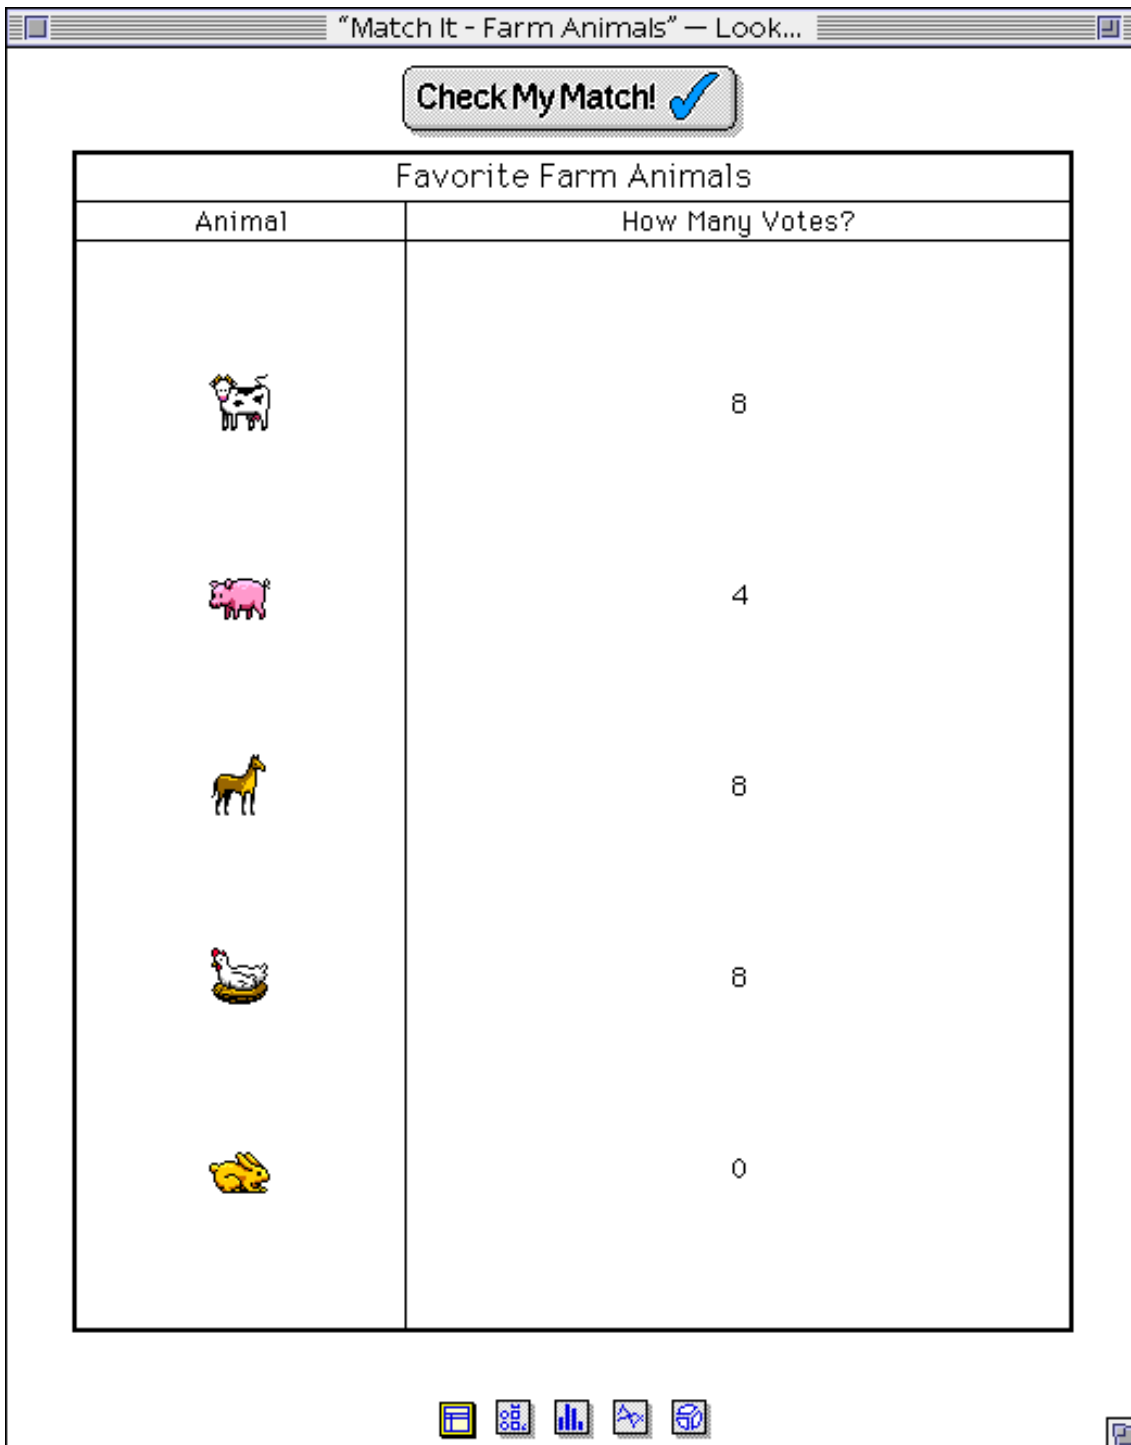 “Match It - Farm Animals” — Look...
Check My Match!
Favorite Farm Animals
Animal How Many Votes?
8
4
8
8
0